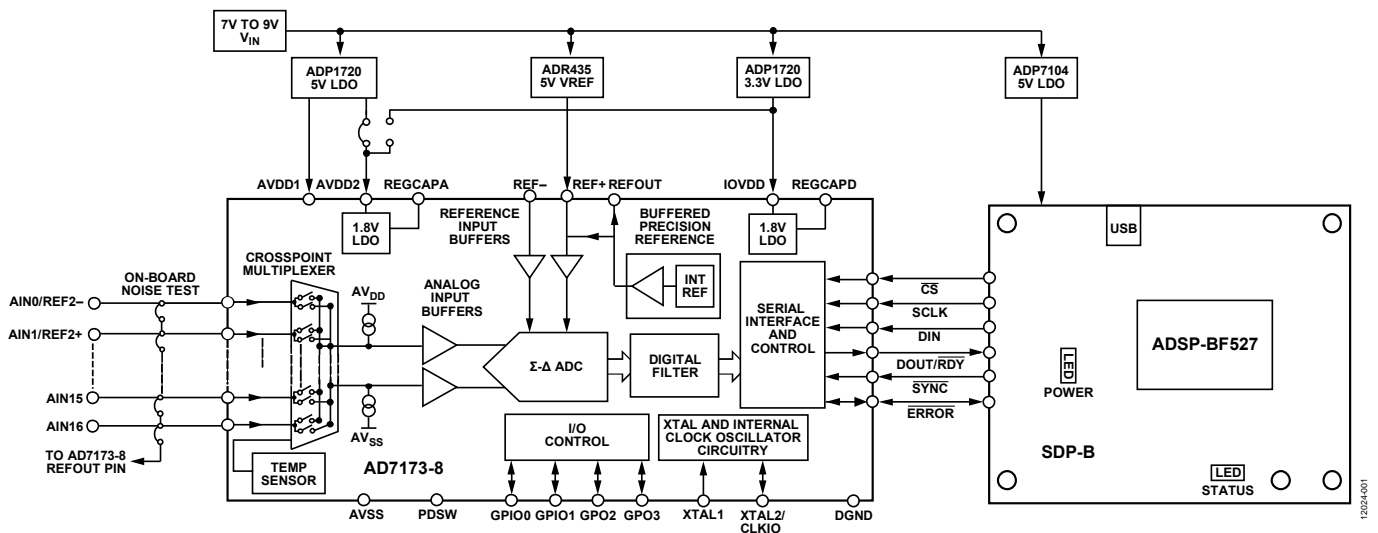 7V TO 9V
VIN
ADP1720
5V LDO
ADR435
5V VREF
ADP1720
3.3V LDO
ADP7104
5V LDO
AVDD1
AVDD2
REGCAPA
REF–
REF+
REFOUT
IOVDD
REGCAPD
1.8V
LDO
REFERENCE
INPUT
BUFFERS
BUFFERED
PRECISION
REFERENCE
1.8V
LDO
USB
CROSSPOINT
MULTIPLEXER
ON-BOARD
NOISE TEST
INT
REF
AIN0/REF2–
AVDD
ANALOG
INPUT
BUFFERS
SERIAL
INTERFACE
AND
CONTROL
CS
SCLK
AIN1/REF2+
DIN
ADSP-BF527
Σ-Δ ADC
DIGITAL
FILTER
DOUT/RDY
LED
POWER
SYNC
AIN15
ERROR
AIN16
AVSS
I/O
CONTROL
XTAL AND INTERNAL
CLOCK OSCILLATOR
CIRCUITRY
TO AD7173-8
REFOUT PIN
TEMP
SENSOR
AD7173-8
SDP-B
LED
STATUS
AVSS
PDSW
GPIO0
GPIO1
GPO2
GPO3
XTAL1
XTAL2/
CLKIO
DGND
12024-001